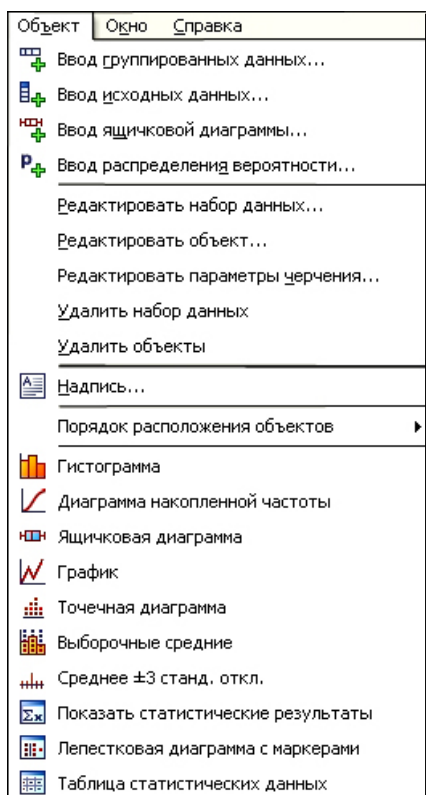 Объект Окно Справка
Ввод группированных данных...
Ввод исходных данных...
Ввод ящичковой диаграммы...
Ввод распределения вероятности...
Редактировать набор данных...
Редактировать объект...
Редактировать параметры черчения...
Удалить набор данных
Удалить объекты
Надпись...
Порядок расположения объектов
Гистограмма
Диаграмма накопленной частоты
Ящичковая диаграмма
График
Точечная диаграмма
Выборочные средние
Среднее ±3 станд. откл.
Показать статистические результаты
Лепестковая диаграмма с маркерами
Таблица статистических данных